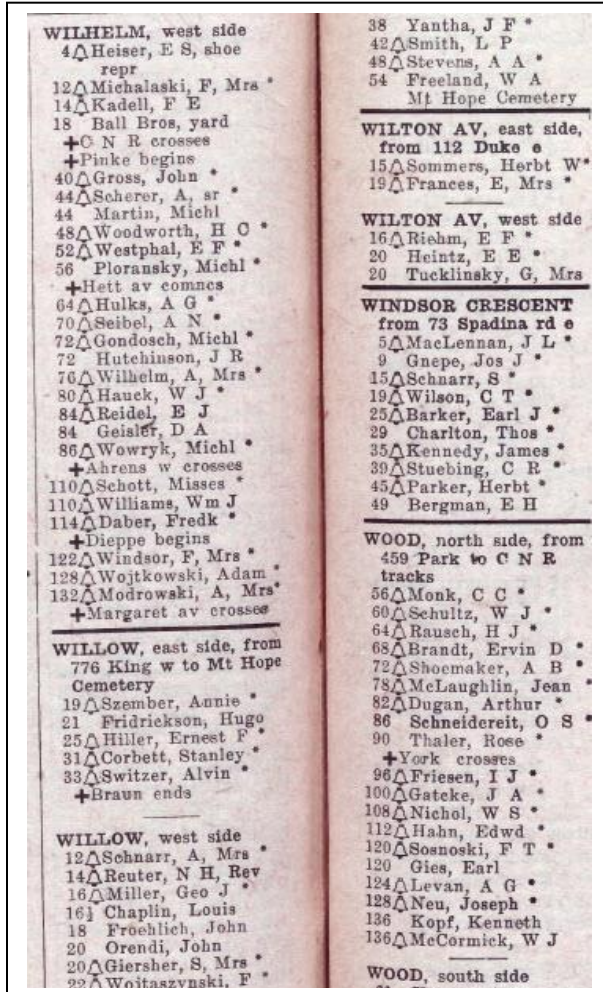 WILHELM, west side
4△Heiser, E S, shoe
repr
12△Michalaski, F, Mrs *
14△Kadell, F E
18 Ball Bros, yard
+C N R crosses
+Pinke begins
40△Gross, John *
44△Scherer, A, sr *
44 Martin, Michl
48△Woodworth, H C *
52△Westphal, E F *
56 Ploransky, Michl *
+Hett av comncs
64△Hulks, A G *
70△Seibel, A N *
72△Gondosch, Michl *
72 Hutchinson, J R
76△Wilhelm, A, Mrs *
80△Hauck, W J *
84△Reidel, E J
84 Geisler, D A
86△Wowryk, Michl *
+Ahrens w crosses
110△Schott, Misses *
110△Williams, Wm J
114△Daber, Fredk *
+Dieppe begins
122△Windsor, F, Mrs *
128△Wojtkowski, Adam *
132△Modrowski, A, Mrs*
+Margaret av crosses
WILLOW, east side, from
776 King w to Mt Hope
Cemetery
19△Szember, Annie *
21 Fridrickson, Hugo
25△Hiller, Ernest F *
31△Corbett, Stanley *
33△Switzer, Alvin *
+Braun ends
WILLOW, west side
12△Schnarr, A, Mrs *
14△Reuter, N H, Rev
16△Miller, Geo J *
16½ Chaplin, Louis
18 Froehlich, John
20 Orendi, John
20△Giersher, S, Mrs *
22△Wojtaszynski, F *
38 Yantha, J F *
42△Smith, L P
48△Stevens, A A *
54 Freeland, W A
Mt Hope Cemetery
WILTON AV, east side,
from 112 Duke e
15△Sommers, Herbt W*
19△Frances, E, Mrs *
WILTON AV, west side
16△Riehm, E F *
20 Heintz, E E *
20 Tucklinsky, G, Mrs
WINDSOR CRESCENT
from 73 Spadina rd e
5△MacLennan, J L *
9 Gnepe, Jos J *
15△Schnarr, S *
19△Wilson, C T *
25△Barker, Earl J *
29 Charlton, Thos *
35△Kennedy, James *
39△Stuebing, C R *
45△Parker, Herbt *
49 Bergman, E H
WOOD, north side, from
459 Park to C N R
tracks
56△Monk, C C *
60△Schultz, W J *
64△Rausch, H J *
68△Brandt, Ervin D *
72△Shoemaker, A B *
78△McLaughlin, Jean *
82△Dugan, Arthur *
86 Schneidereit, O S *
90 Thaler, Rose *
+York crosses
96△Friesen, I J *
100△Gateke, J A *
108△Nichol, W S *
112△Hahn, Edwd *
120△Sosnoski, F T *
120 Gies, Earl
124△Levan, A G *
128△Neu, Joseph *
136 Kopf, Kenneth
136△McCormick, W J
WOOD, south side